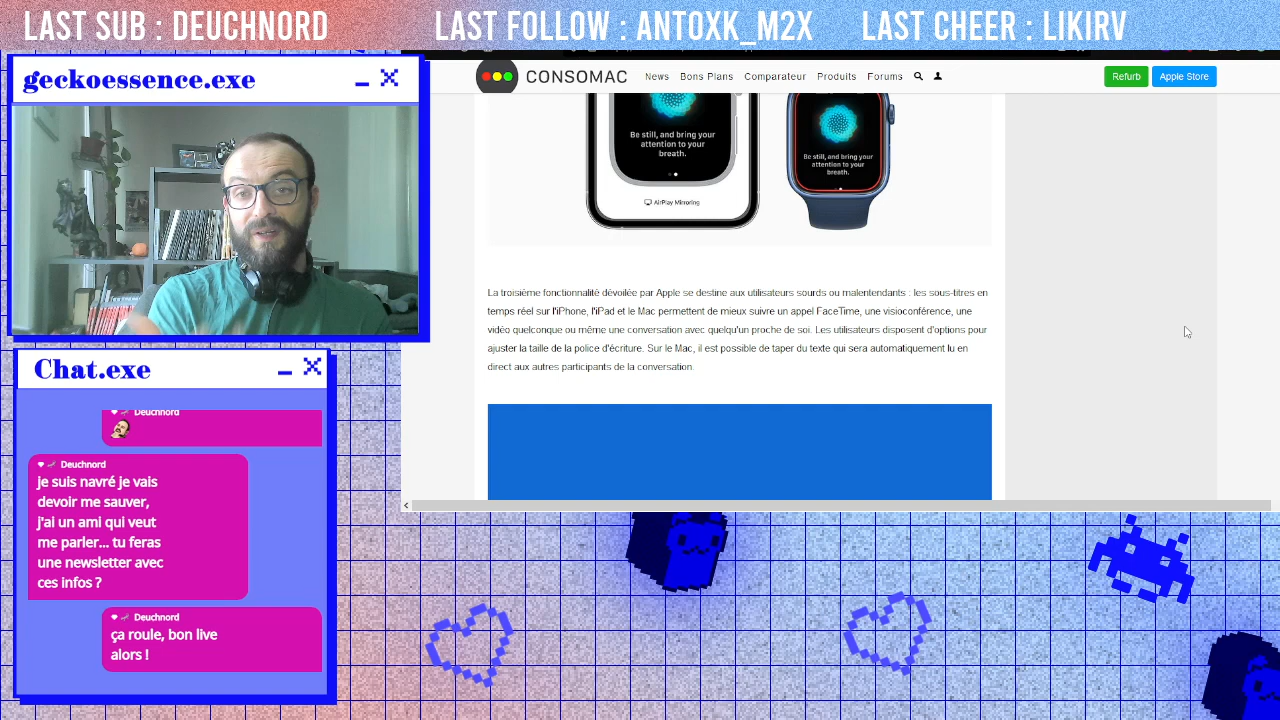 LAST SUB : DEUCHNORD
LAST FOLLOW : ANTOXK_M2X
LAST CHEER : LIKIRV
geckoessence.exe
CONSOMAC
News
Bons Plans
Comparateur
Produits
Forums
Refurb
Apple Store
Be still, and bring your
attention to your
breath.
AirPlay Mirroring
Be still, and bring your
attention to your
breath.
La troisième fonctionnalité dévoilée par Apple se destine aux utilisateurs sourds ou malentendants : les sous-titres en
temps réel sur l'iPhone, l'iPad et le Mac permettent de mieux suivre un appel FaceTime, une visioconférence, une
vidéo quelconque ou même une conversation avec quelqu'un proche de soi. Les utilisateurs disposent d'options pour
ajuster la taille de la police d'écriture. Sur le Mac, il est possible de taper du texte qui sera automatiquement lu en
direct aux autres participants de la conversation.
Chat.exe
Deuchnord
Deuchnord
je suis navré je vais
devoir me sauver,
j'ai un ami qui veut
me parler... tu feras
une newsletter avec
ces infos ?
Deuchnord
ça roule, bon live
alors !